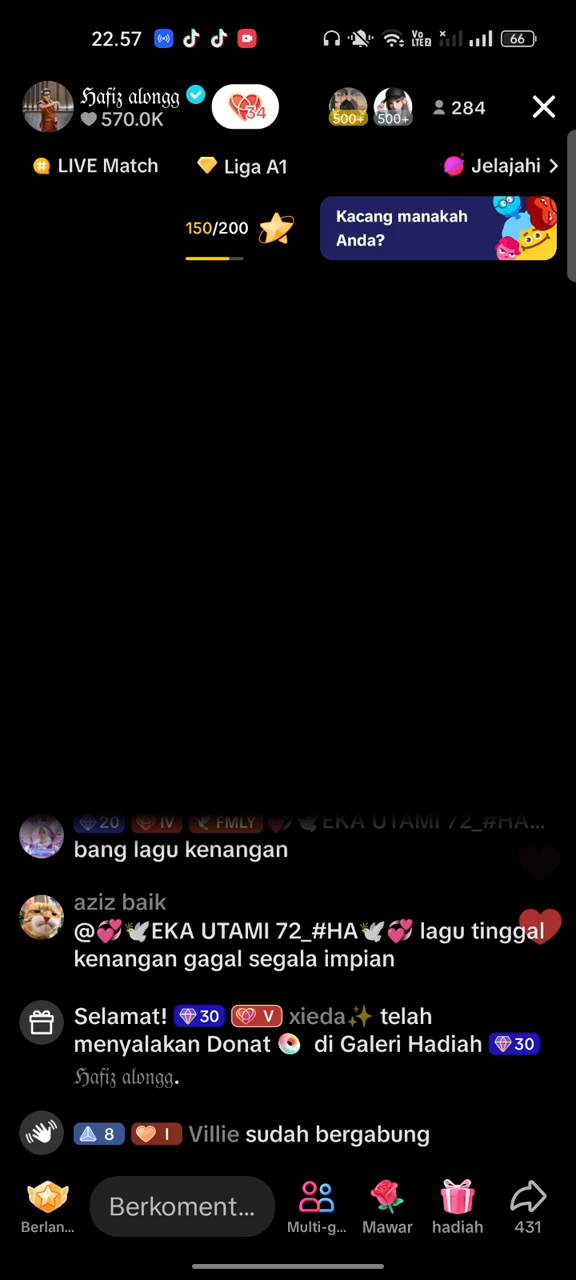 22.57
Vo LTE2
66
ℌafiz alongg
570.0K
34
500+
500+
284
LIVE Match
Liga A1
Jelajahi
150/200
Kacang manakah
Anda?
20 IV FMLY 💞🕊EKA UTAMI 72_#HA...
bang lagu kenangan
aziz baik
@💞🕊EKA UTAMI 72_#HA🕊💞 lagu tinggal
kenangan gagal segala impian
Selamat! 30 V xieda✨ telah
menyalakan Donat 🍩 di Galeri Hadiah 30
ℌafiz alongg.
8 I Villie sudah bergabung
Berlan...
Berkoment...
Multi-g...
Mawar
hadiah
431